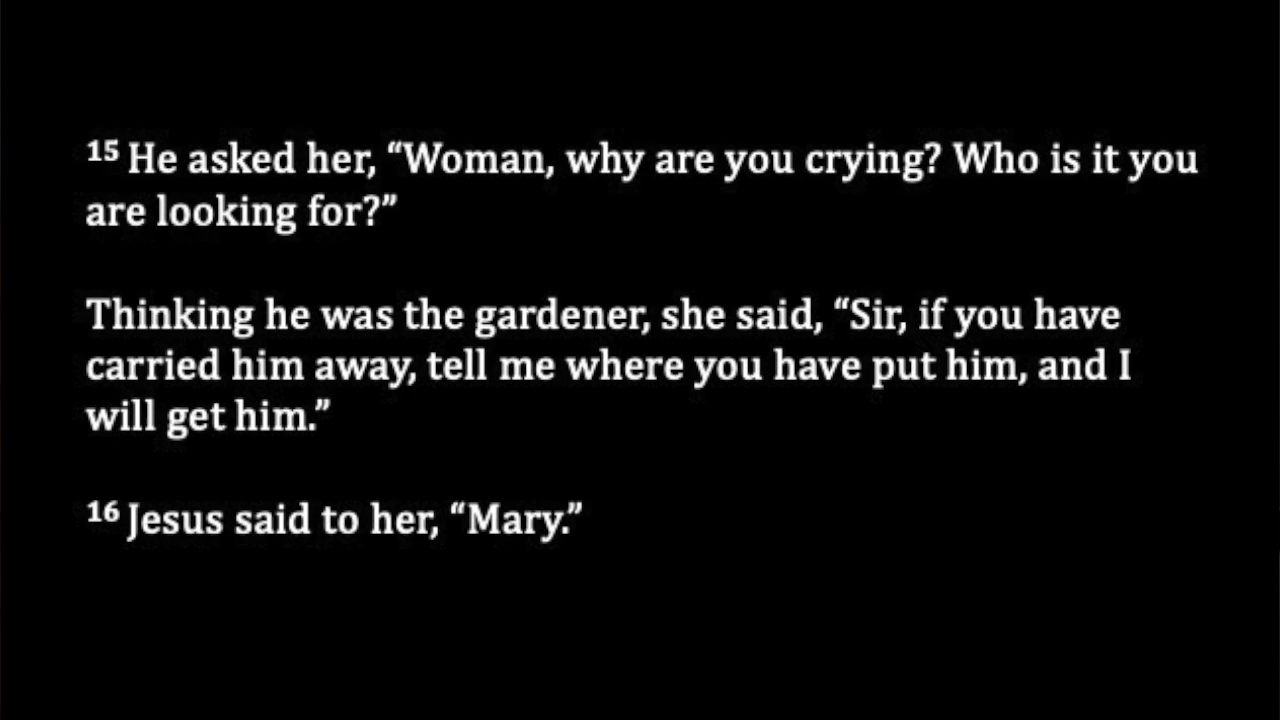 15 He asked her, “Woman, why are you crying? Who is it you
are looking for?”
Thinking he was the gardener, she said, “Sir, if you have
carried him away, tell me where you have put him, and I
will get him.”
16 Jesus said to her, “Mary.”